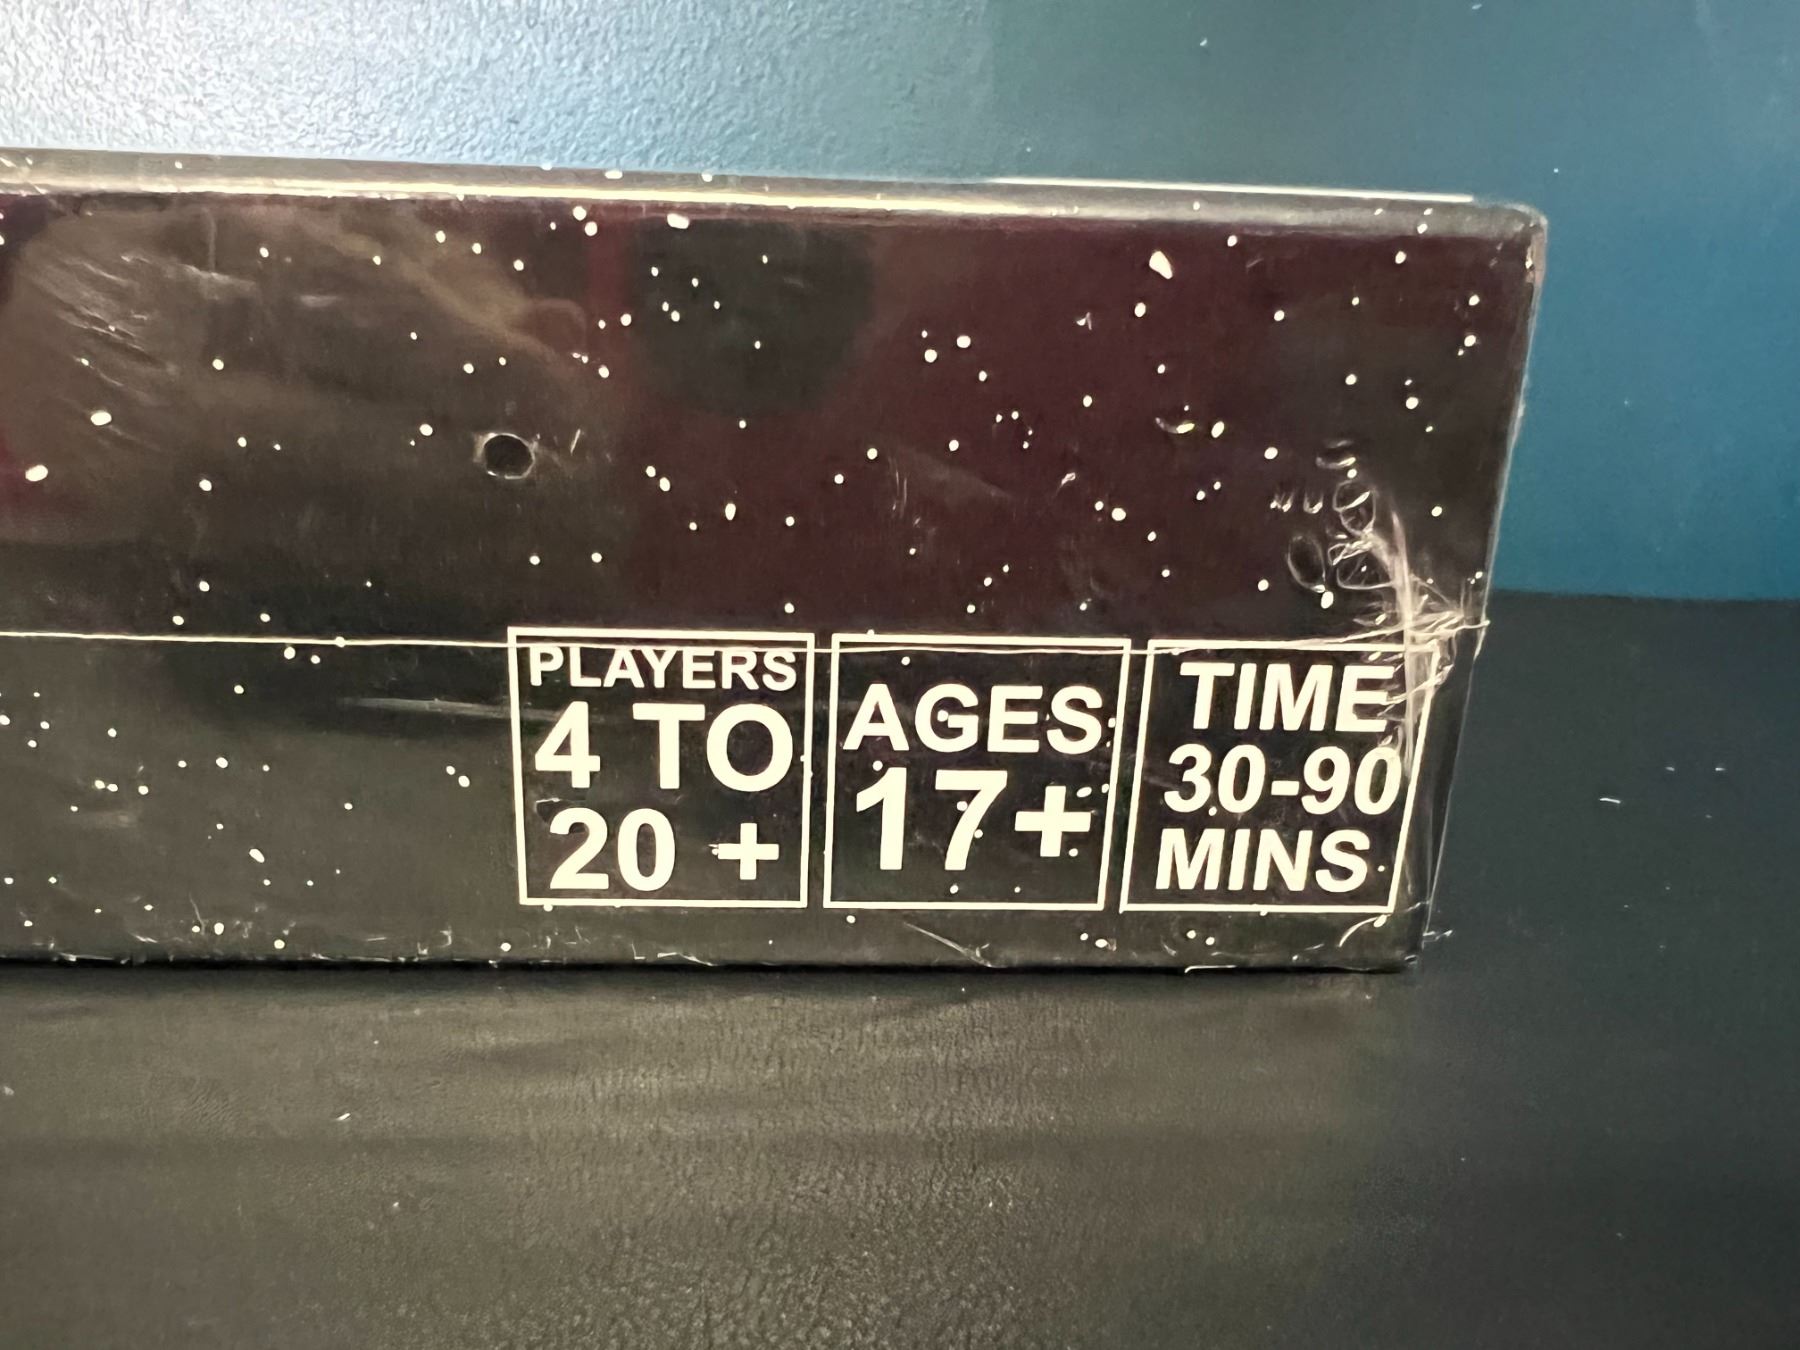 PLAYERS
4 TO
20 +
AGES
17+
TIME
30-90
MINS